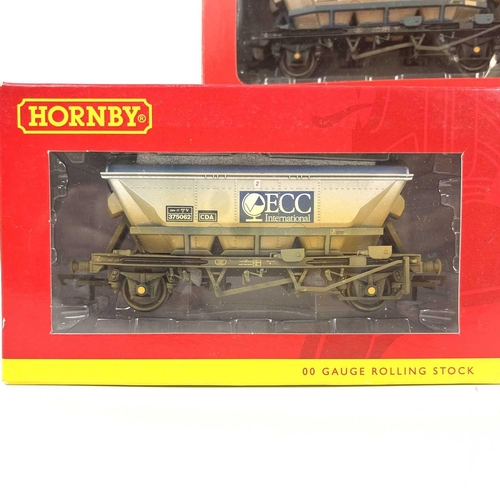 HORNBY®
ECC
International
375062
CDA
00 GAUGE ROLLING STOCK